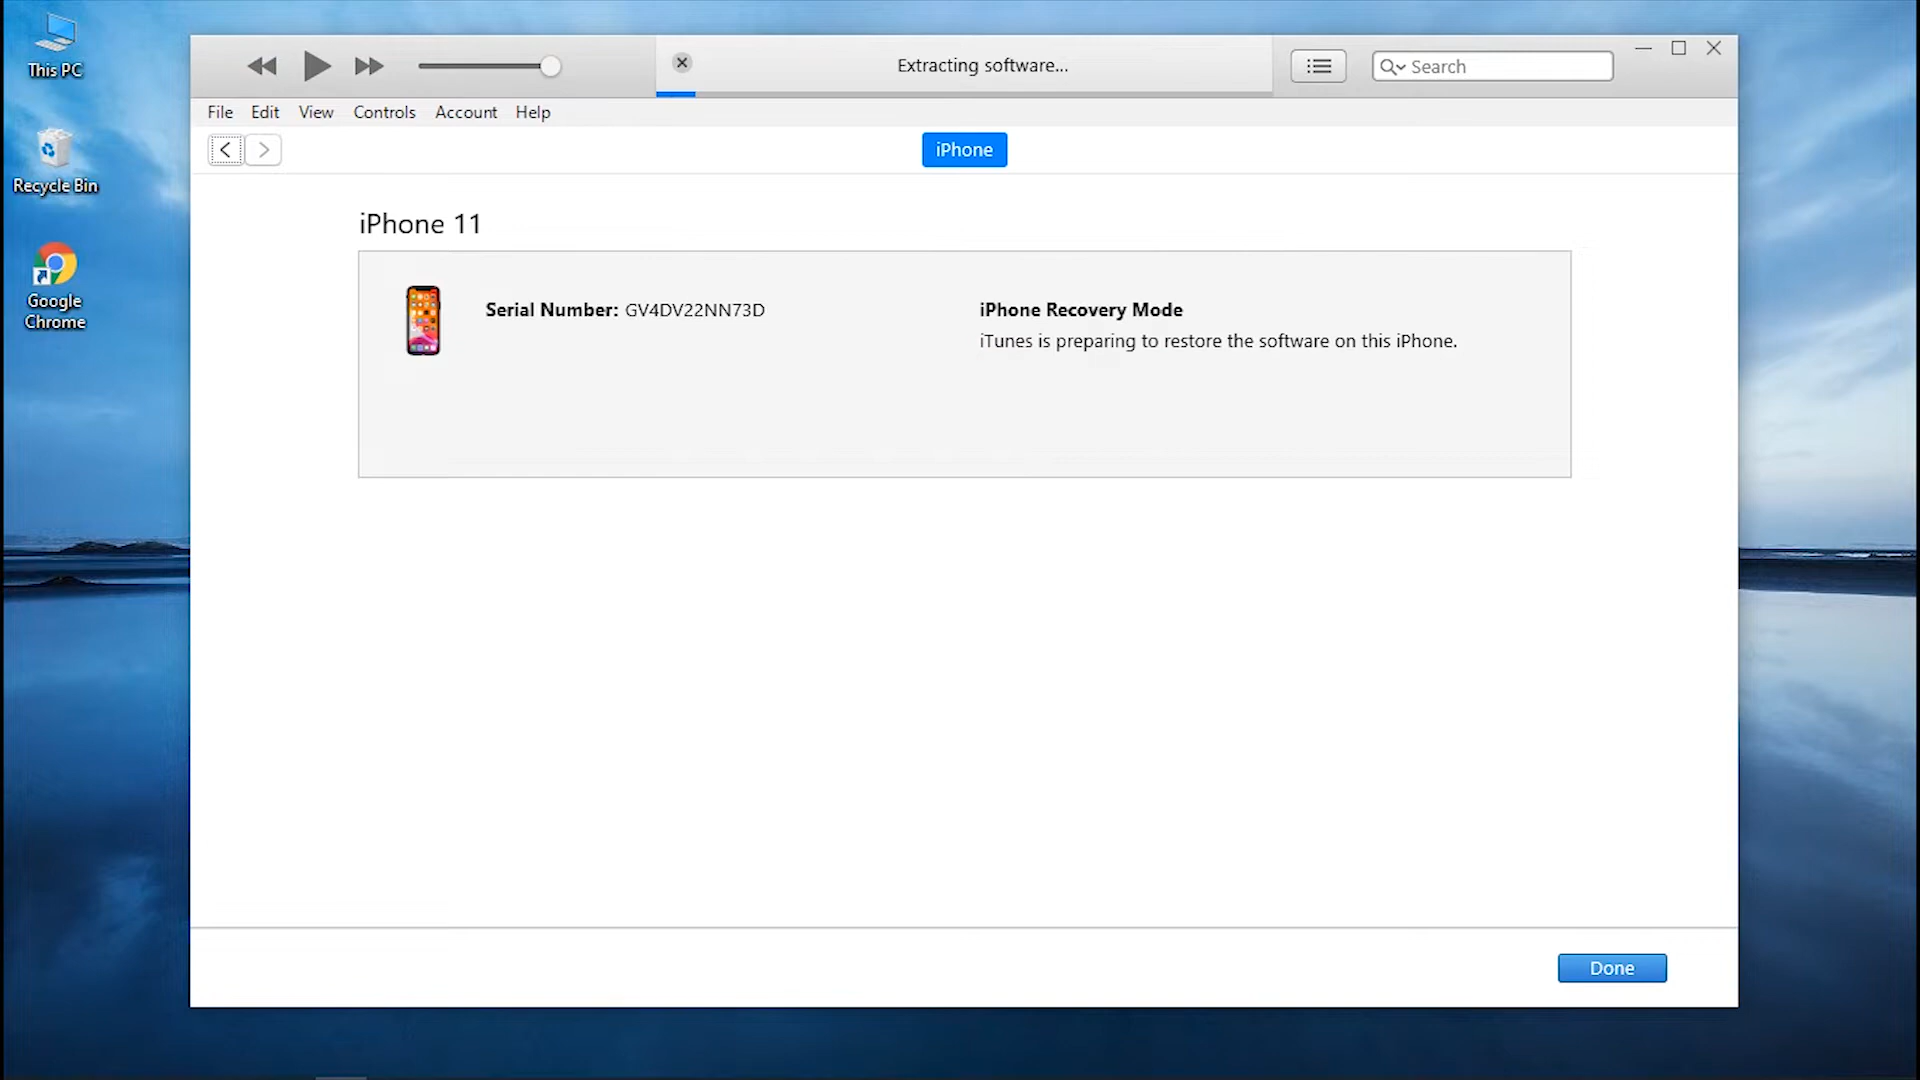 This PC
Recycle Bin
Google
Chrome
Extracting software...
Search
File Edit View Controls Account Help
iPhone
iPhone 11
Serial Number: GV4DV22NN73D
iPhone Recovery Mode
iTunes is preparing to restore the software on this iPhone.
Done